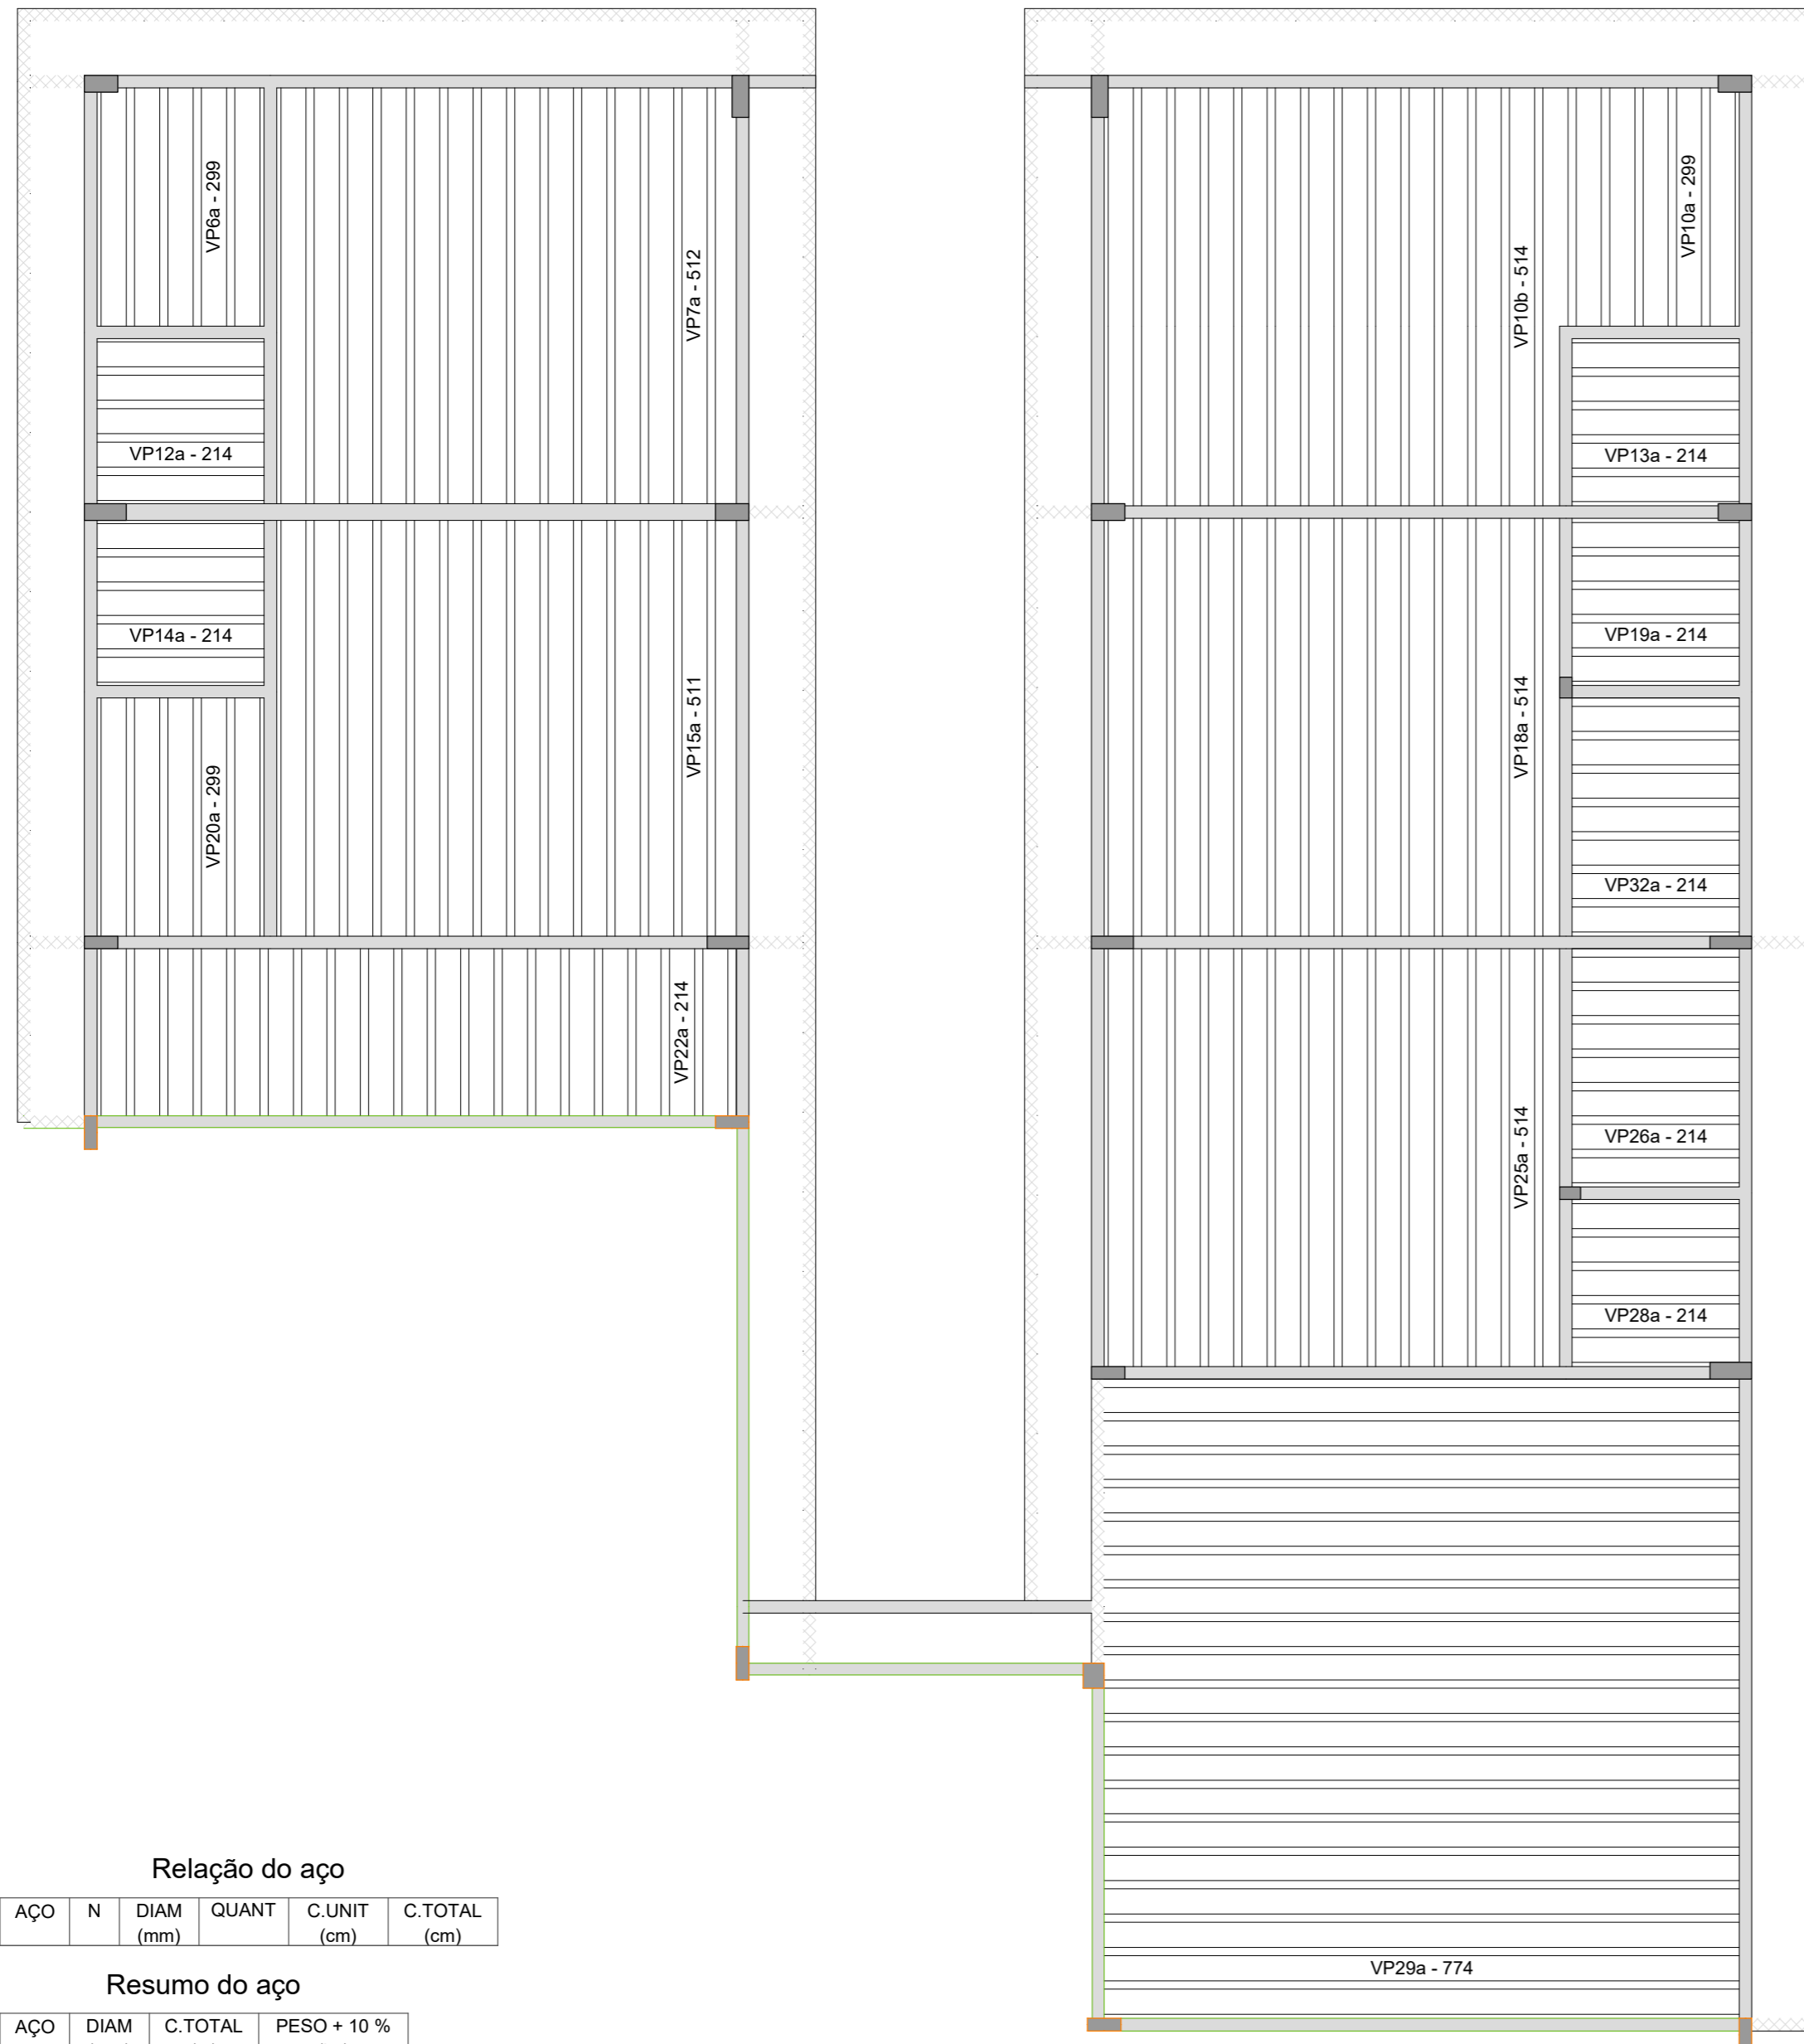 VP6a - 299
VP7a - 512
VP12a - 214
VP14a - 214
VP15a - 511
VP20a - 299
VP22a - 214
VP10a - 299
VP10b - 514
VP13a - 214
VP19a - 214
VP18a - 514
VP32a - 214
VP26a - 214
VP25a - 514
VP28a - 214
VP29a - 774
Relação do aço
AÇO N DIAM QUANT C.UNIT C.TOTAL
(mm) (cm) (cm)
Resumo do aço
AÇO DIAM C.TOTAL PESO + 10 %